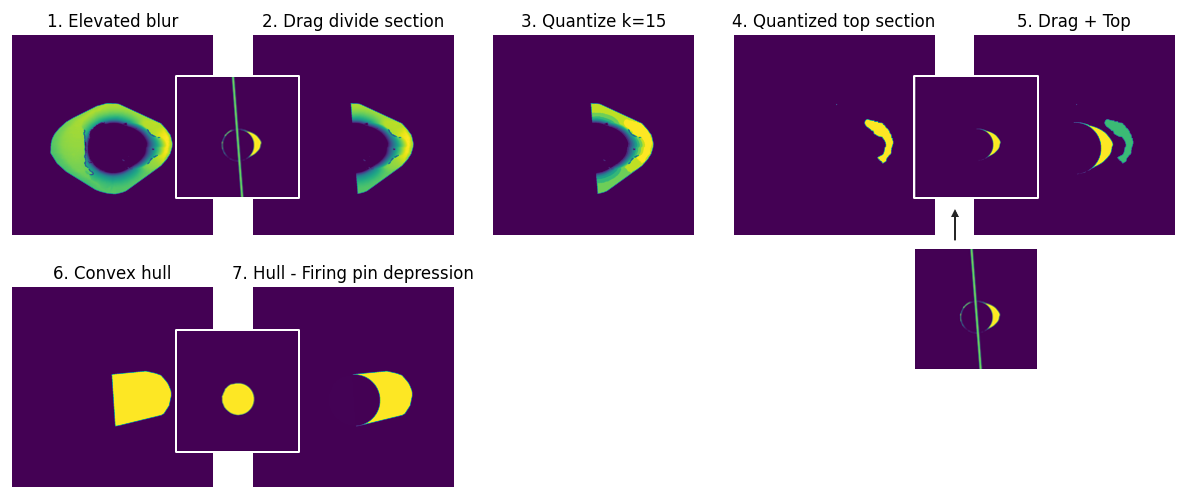 1. Elevated blur
2. Drag divide section
3. Quantize k=15
4. Quantized top section
5. Drag + Top
6. Convex hull
7. Hull - Firing pin depression